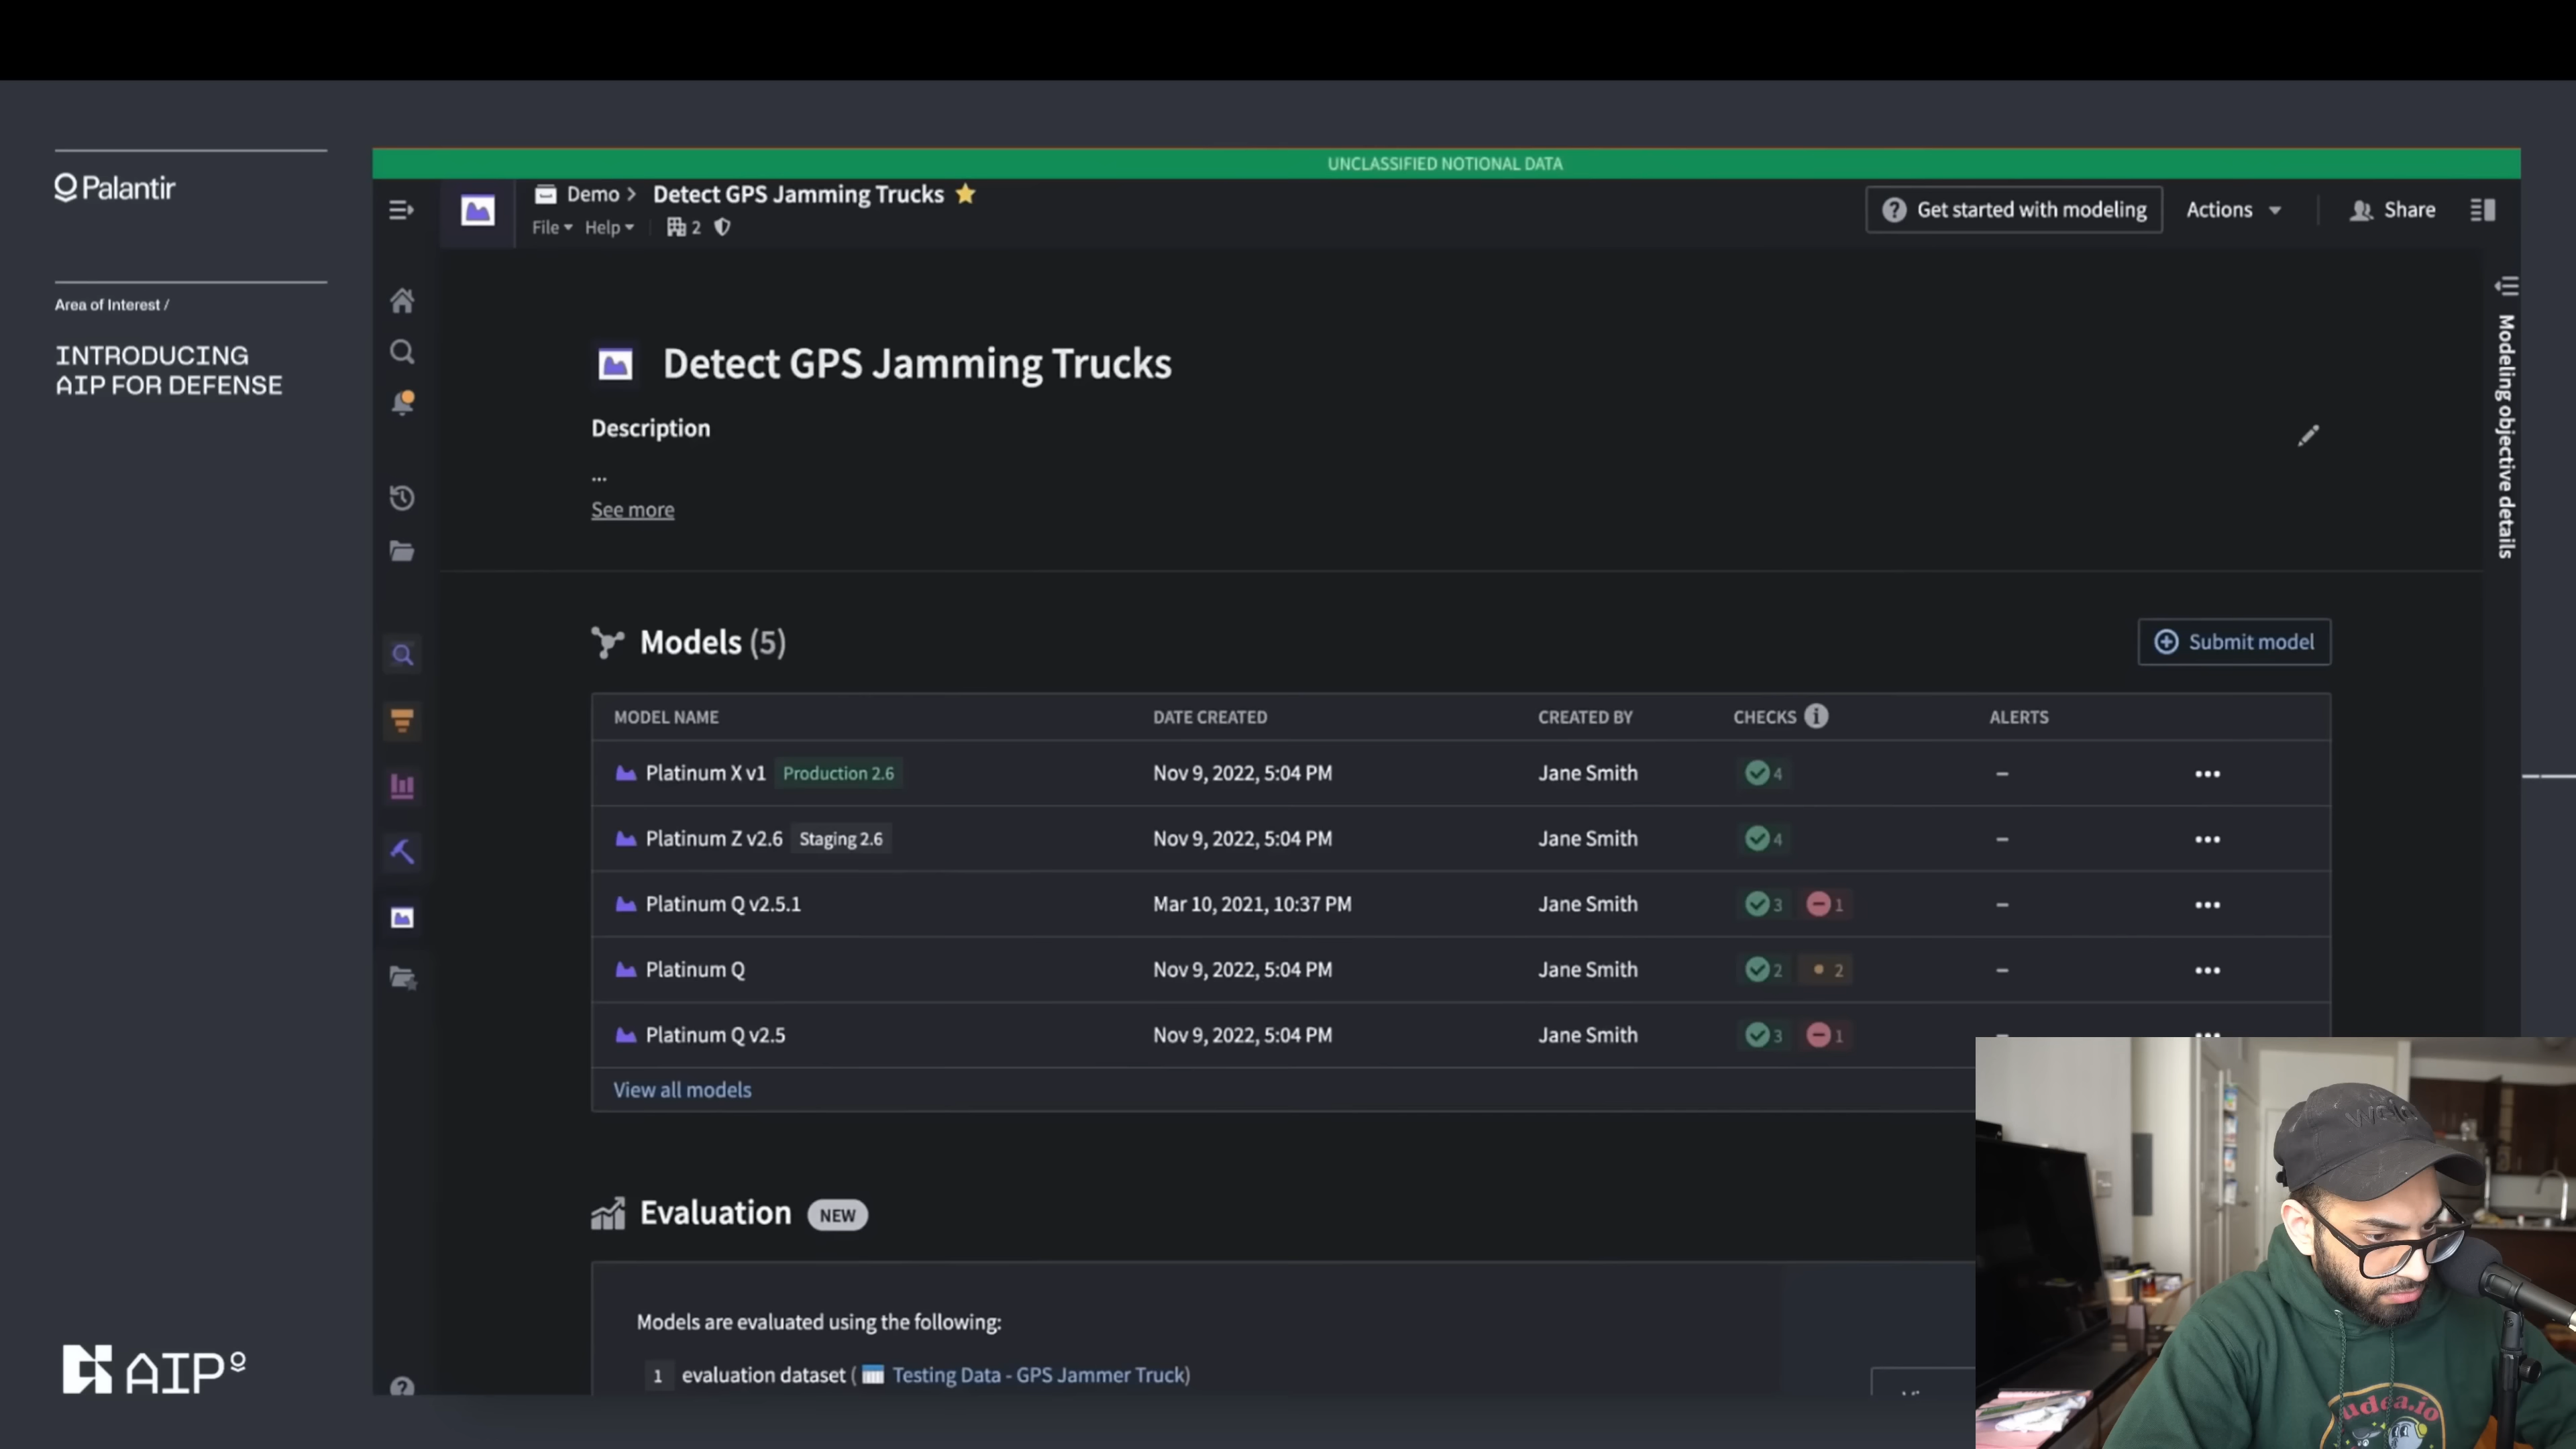 UNCLASSIFIED NOTIONAL DATA
Palantir
Demo > Detect GPS Jamming Trucks
File Help 2
Get started with modeling Actions Share
Area of Interest /
INTRODUCING
AIP FOR DEFENSE
Modeling objective details
Detect GPS Jamming Trucks
Description
...
See more
Models (5)
Submit model
MODEL NAME DATE CREATED CREATED BY CHECKS ALERTS
Platinum X v1 Production 2.6 Nov 9, 2022, 5:04 PM Jane Smith 4 –
Platinum Z v2.6 Staging 2.6 Nov 9, 2022, 5:04 PM Jane Smith 4 –
Platinum Q v2.5.1 Mar 10, 2021, 10:37 PM Jane Smith 3 1 –
Platinum Q Nov 9, 2022, 5:04 PM Jane Smith 2 2 –
Platinum Q v2.5 Nov 9, 2022, 5:04 PM Jane Smith 3 1 –
View all models
Evaluation NEW
Models are evaluated using the following:
1 evaluation dataset ( Testing Data - GPS Jammer Truck)
AIP
udea.io